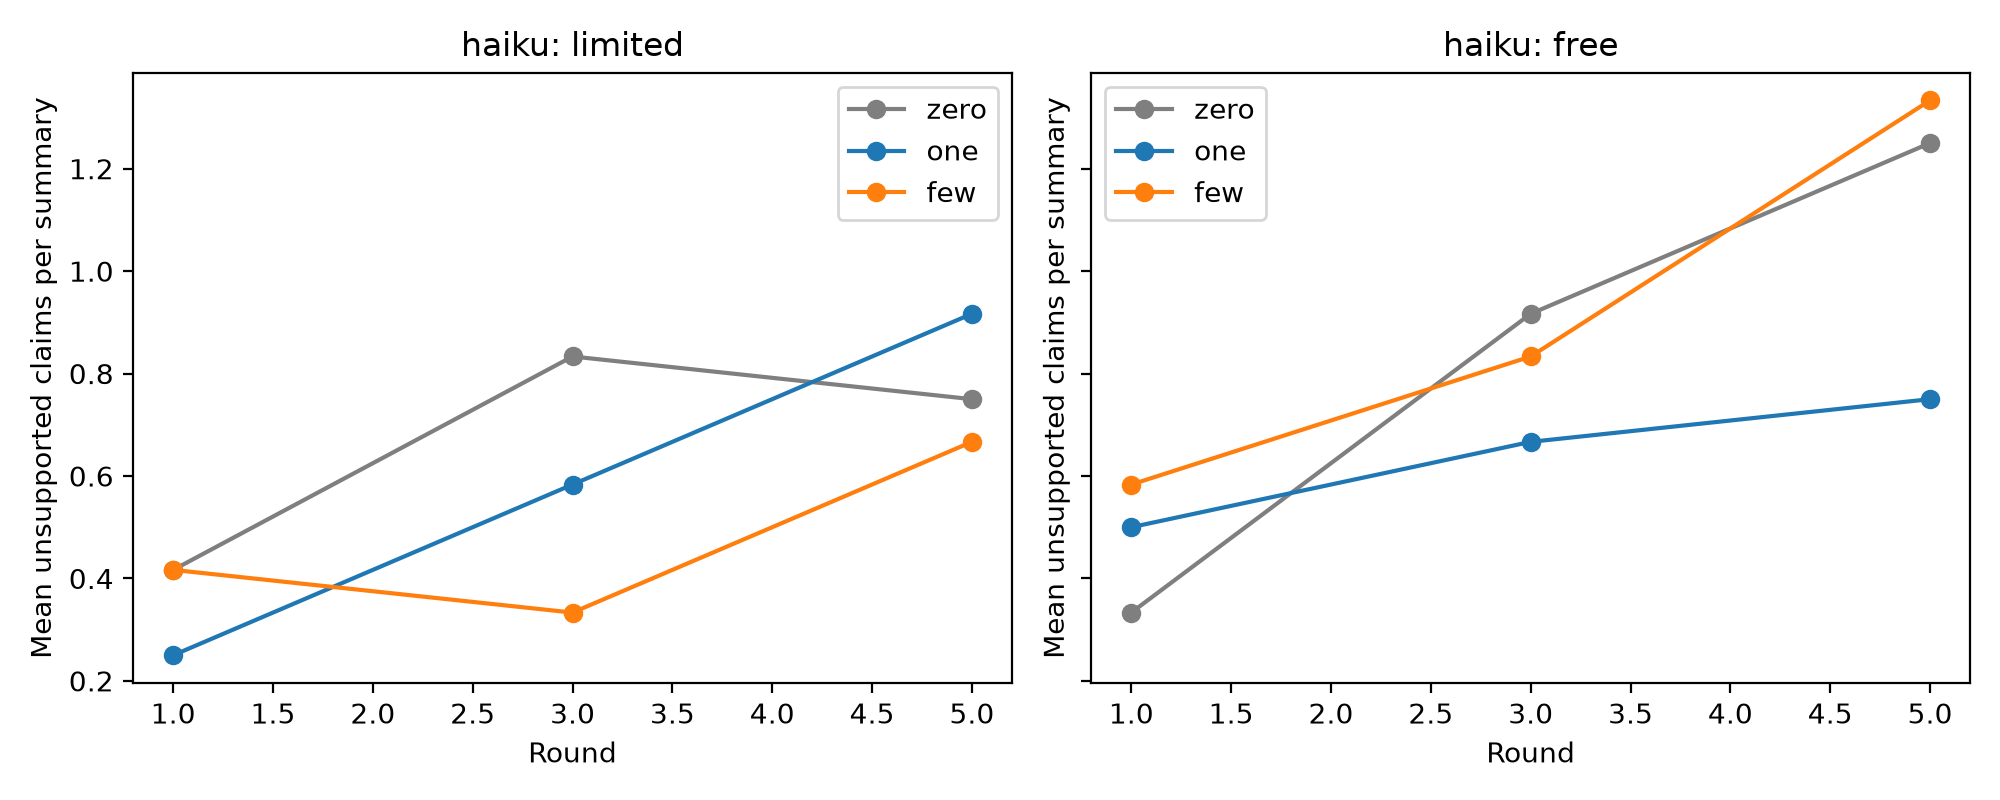 haiku: limited
Mean unsupported claims per summary
1.2
1.0
0.8
0.6
0.4
0.2
zero
one
few
1.0 1.5 2.0 2.5 3.0 3.5 4.0 4.5 5.0
Round
haiku: free
Mean unsupported claims per summary
zero
one
few
1.0 1.5 2.0 2.5 3.0 3.5 4.0 4.5 5.0
Round